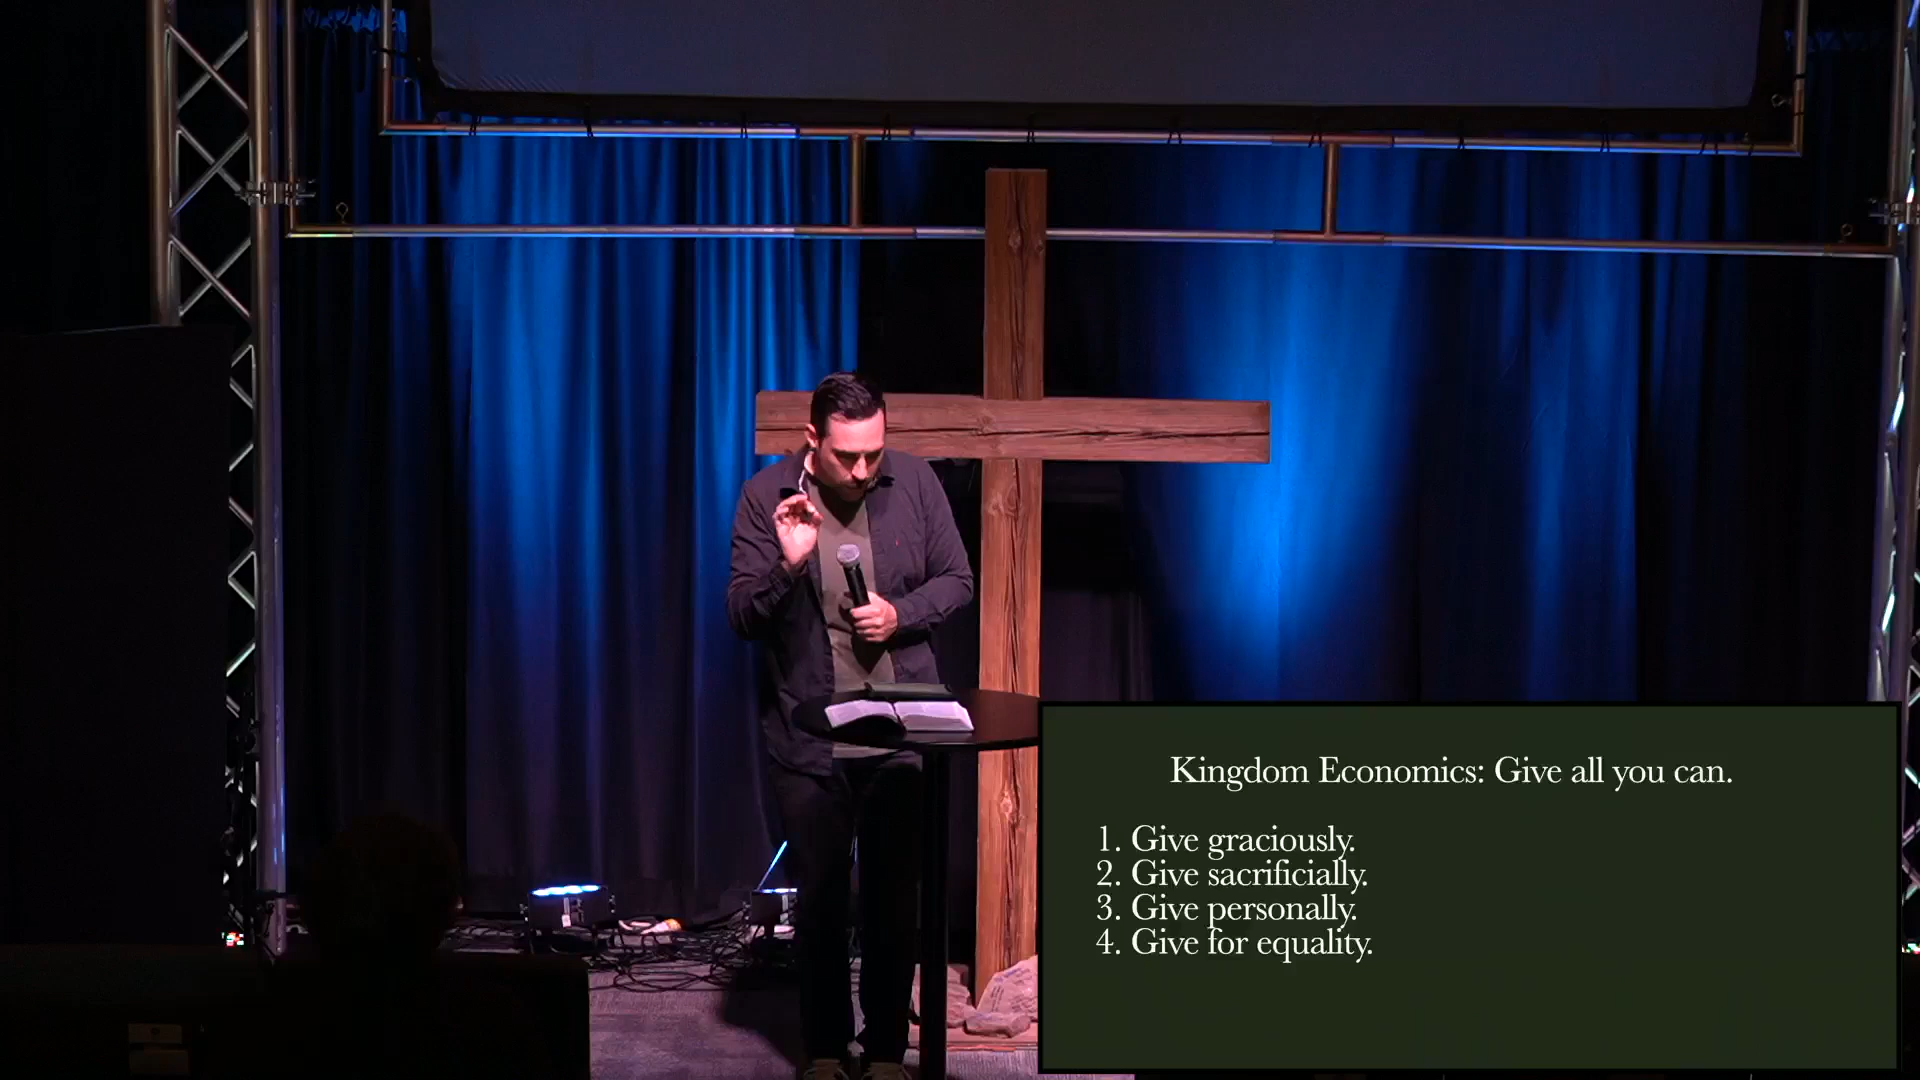 Kingdom Economics: Give all you can.
1. Give graciously.
2. Give sacrificially.
3. Give personally.
4. Give for equality.